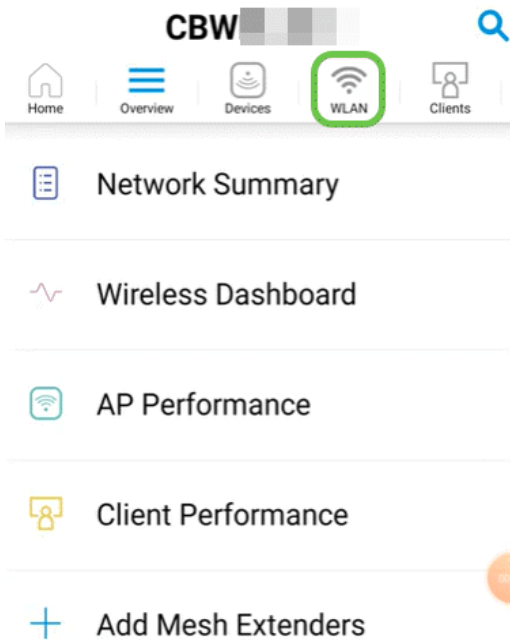 CBW
Home Overview Devices WLAN Clients
Network Summary
Wireless Dashboard
AP Performance
Client Performance
Add Mesh Extenders